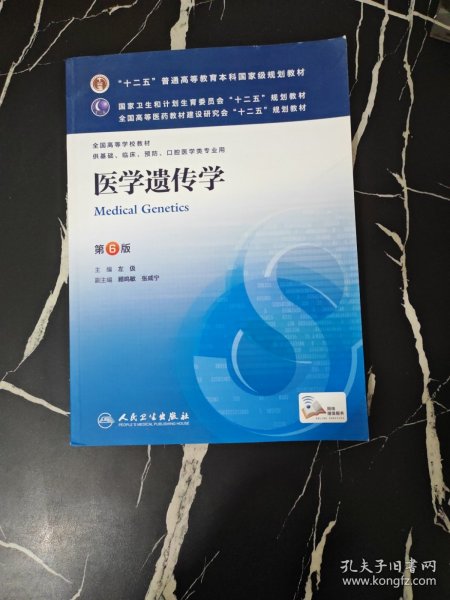 “十二五”普通高等教育本科国家级规划教材
国家卫生和计划生育委员会“十二五”规划教材
全国高等医药教材建设研究会“十二五”规划教材
全国高等学校教材
供基础、临床、预防、口腔医学类专业用
医学遗传学
Medical Genetics
第6版
主编 左伋
副主编 顾鸣敏 张咸宁
人民卫生出版社
PEOPLE'S MEDICAL PUBLISHING HOUSE
网络
增值服务
孔夫子旧书网
www.kongfz.com